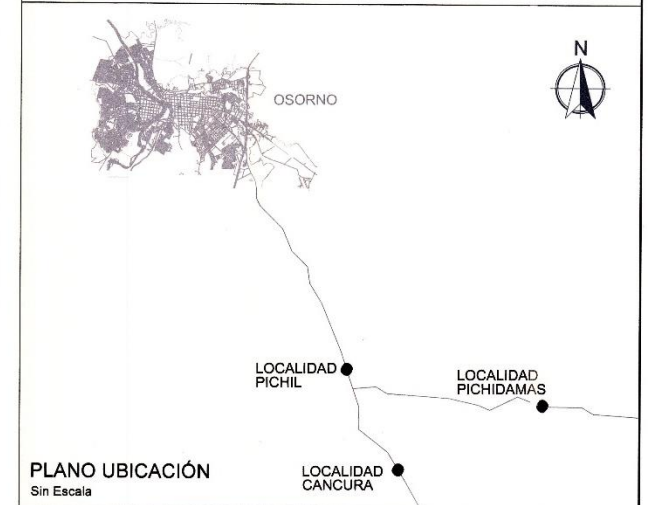 OSORNO
N
LOCALIDAD
PICHIL
LOCALIDAD
PICHIDAMAS
LOCALIDAD
CANCURA
PLANO UBICACIÓN
Sin Escala